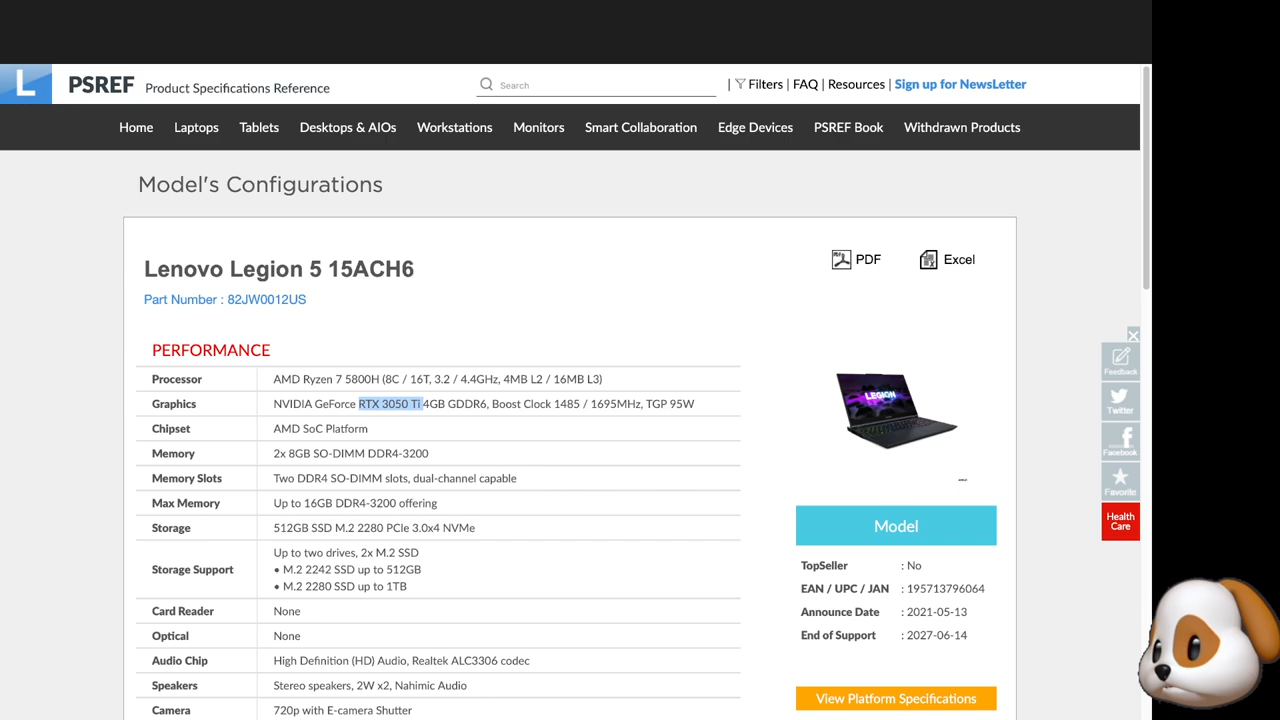 L PSREF Product Specifications Reference Search | Filters | FAQ | Resources | Sign up for NewsLetter
Home Laptops Tablets Desktops & AIOs Workstations Monitors Smart Collaboration Edge Devices PSREF Book Withdrawn Products
Model's Configurations
Lenovo Legion 5 15ACH6
PDF Excel
Part Number : 82JW0012US
PERFORMANCE
Processor AMD Ryzen 7 5800H (8C / 16T, 3.2 / 4.4GHz, 4MB L2 / 16MB L3)
Graphics NVIDIA GeForce RTX 3050 Ti 4GB GDDR6, Boost Clock 1485 / 1695MHz, TGP 95W
Chipset AMD SoC Platform
Memory 2x 8GB SO-DIMM DDR4-3200
Memory Slots Two DDR4 SO-DIMM slots, dual-channel capable
Max Memory Up to 16GB DDR4-3200 offering
Storage 512GB SSD M.2 2280 PCIe 3.0x4 NVMe
Storage Support Up to two drives, 2x M.2 SSD
• M.2 2242 SSD up to 512GB
• M.2 2280 SSD up to 1TB
Card Reader None
Optical None
Audio Chip High Definition (HD) Audio, Realtek ALC3306 codec
Speakers Stereo speakers, 2W x2, Nahimic Audio
Camera 720p with E-camera Shutter
LEGION
Model
TopSeller : No
EAN / UPC / JAN : 195713796064
Announce Date : 2021-05-13
End of Support : 2027-06-14
View Platform Specifications
Feedback
Twitter
Facebook
Favorite
Health
Care